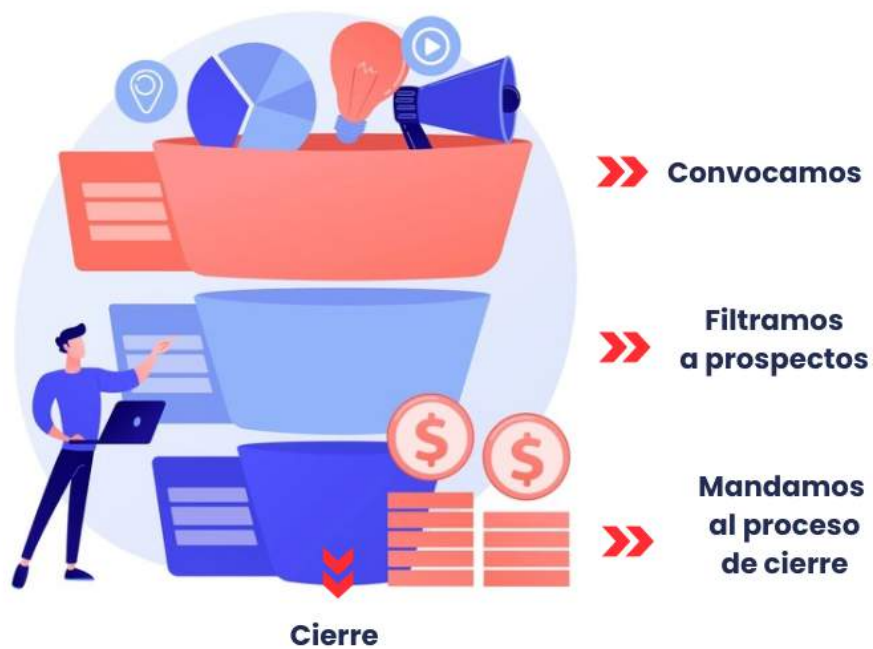 Convocamos
Filtramos
a prospectos
$
$
Mandamos
al proceso
de cierre
Cierre